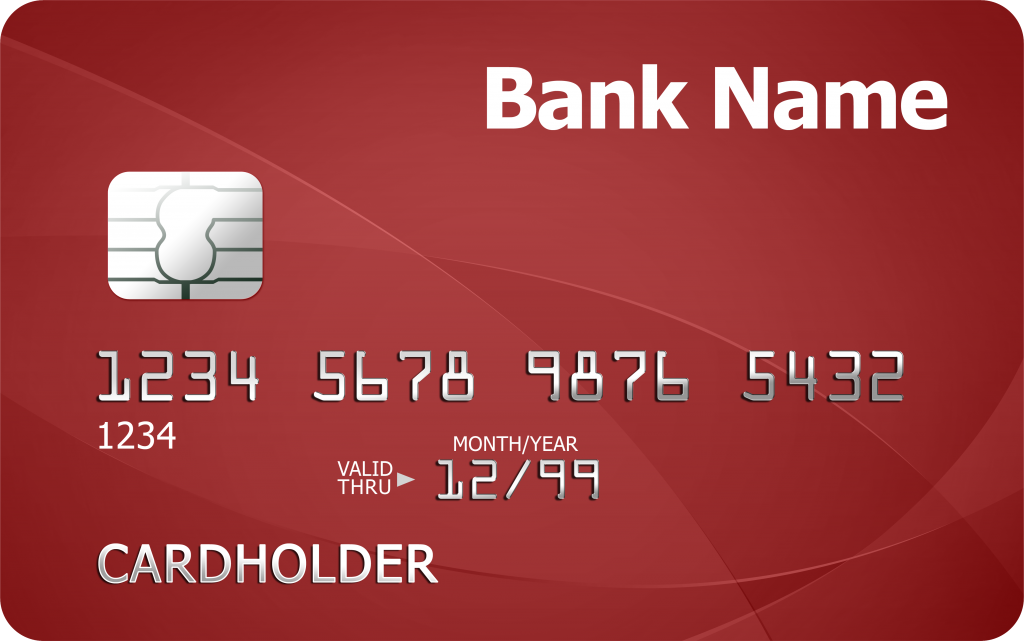 Bank Name
1234 5678 9876 5432
1234
MONTH/YEAR
VALID
THRU
12/99
CARDHOLDER